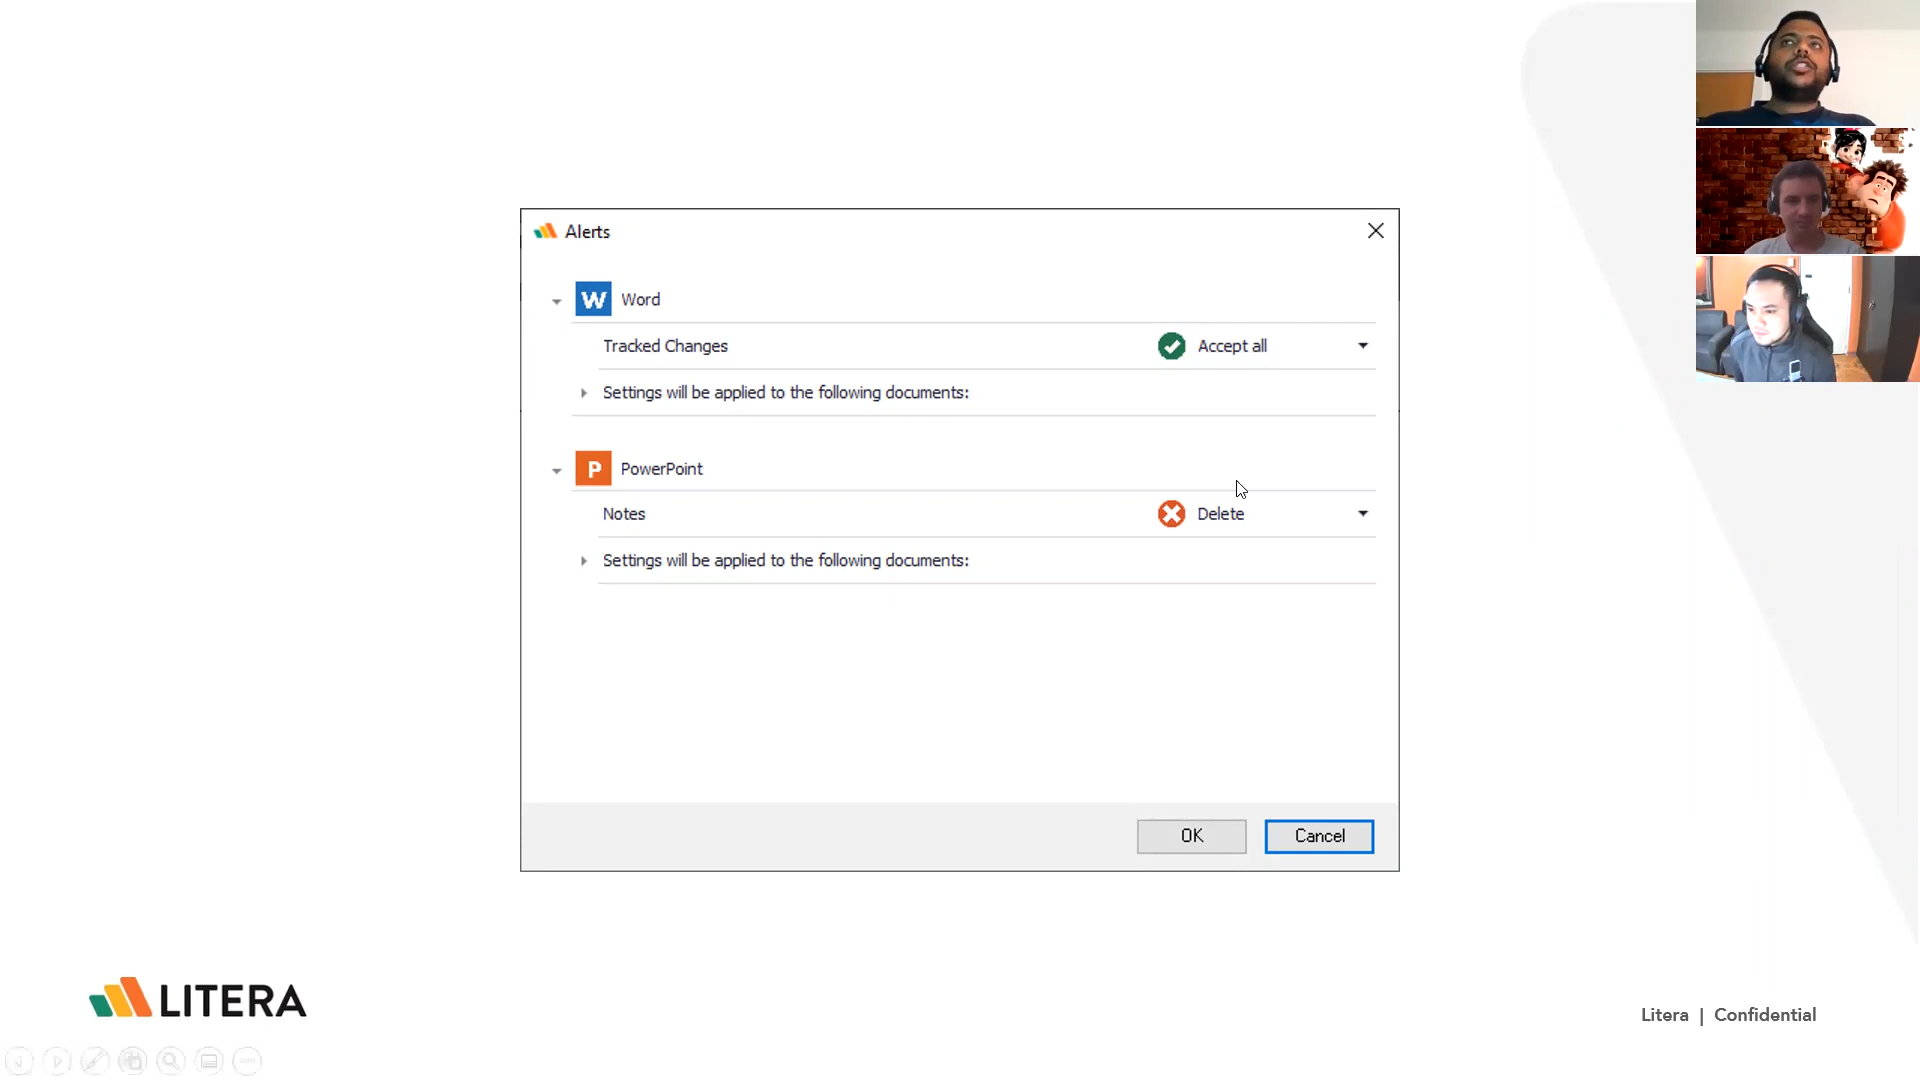 Alerts
W Word
Tracked Changes Accept all
Settings will be applied to the following documents:
P PowerPoint
Notes Delete
Settings will be applied to the following documents:
OK Cancel
LITERA
Litera | Confidential